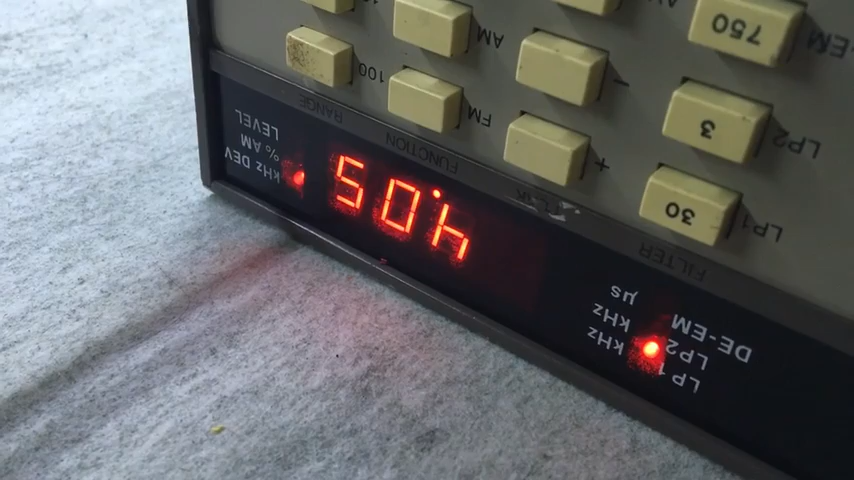 LP1 kHz
LP2 kHz
DE-EM µs
4.05
kHz DEV
% AM
LEVEL
FILTER
FUNCTION
RANGE
LP1 30 + FM 100
LP2 3 - AM
-EM 750